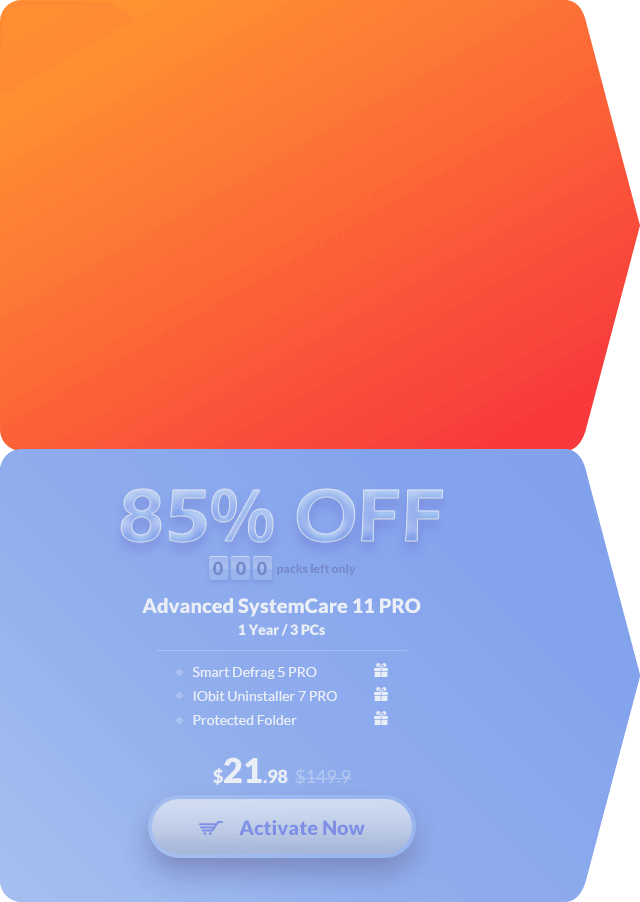 85% OFF
0 0 0 packs left only
Advanced SystemCare 11 PRO
1 Year / 3 PCs
Smart Defrag 5 PRO
IObit Uninstaller 7 PRO
Protected Folder
$21.98 $149.9
Activate Now